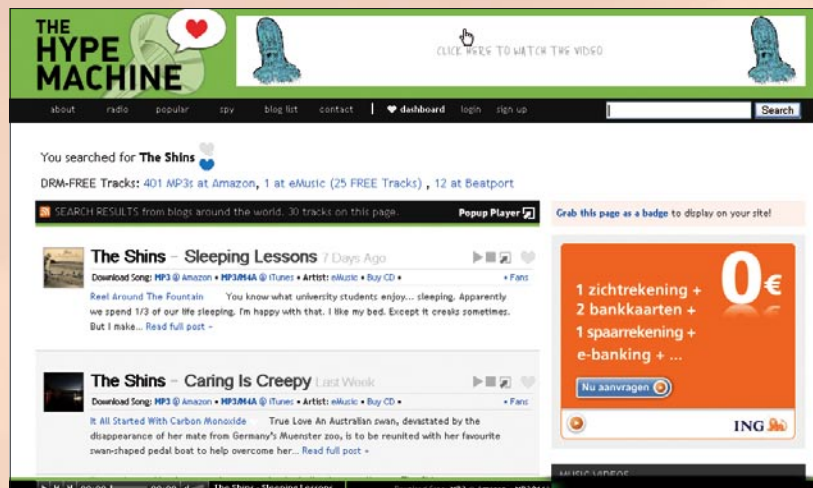 THE
HYPE
MACHINE
CLICK HERE TO WATCH THE VIDEO
about radio popular spy blog list contact dashboard login sign up Search
You searched for The Shins
DRM-FREE Tracks: 401 MP3s at Amazon, 1 at eMusic (25 FREE Tracks) , 12 at Beatport
SEARCH RESULTS from blogs around the world. 30 tracks on this page. Popup Player
The Shins - Sleeping Lessons 7 Days Ago
Download Song: MP3 @ Amazon • MP3/M4A @ iTunes • Artist: eMusic • Buy CD • + Fans
Reel Around The Fountain You know what university students enjoy... sleeping. Apparently
we spend 1/3 of our life sleeping. I'm happy with that. I like my bed. Except it creaks sometimes.
But I make... Read full post »
The Shins - Caring Is Creepy Last Week
Download Song: MP3 @ Amazon • MP3/M4A @ iTunes • Artist: eMusic • Buy CD • + Fans
It All Started With Carbon Monoxide True Love An Australian swan, devastated by the
disappearance of her mate from Germany's Muenster zoo, is to be reunited with her favourite
swan-shaped pedal boat to help overcome her... Read full post »
Grab this page as a badge to display on your site!
0€
1 zichtrekening +
2 bankkaarten +
1 spaarrekening +
e-banking + ...
Nu aanvragen
ING
MUSIC VIDEOS
00:00 00:00 The Shins - Sleeping Lessons